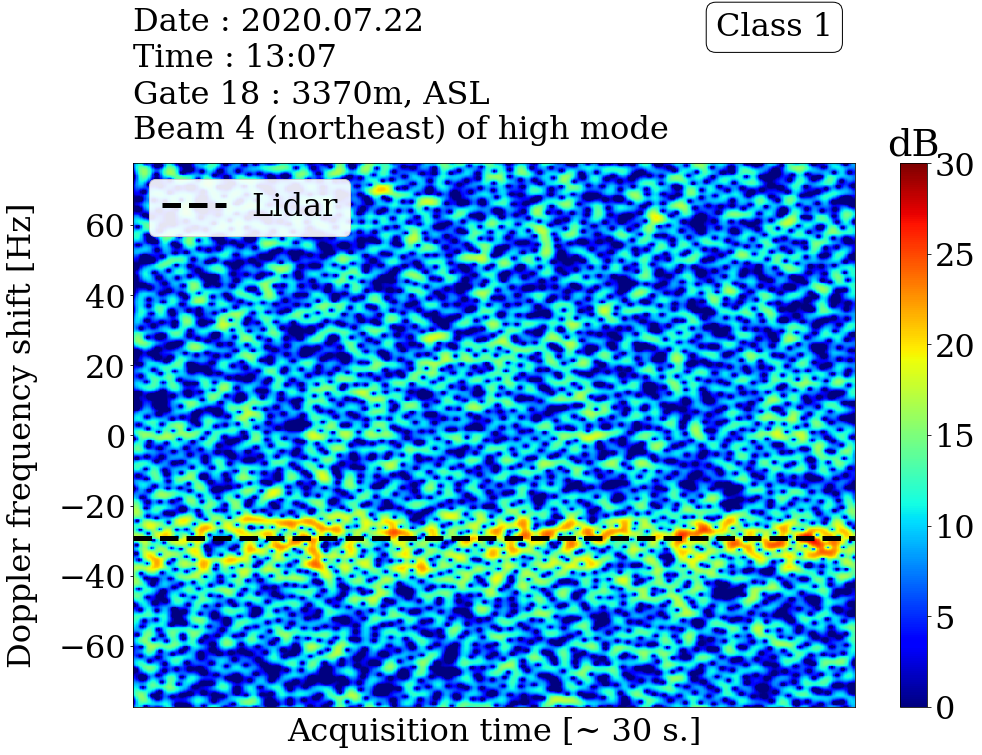 Date : 2020.07.22
Time : 13:07
Gate 18 : 3370m, ASL
Beam 4 (northeast) of high mode
Class 1
dB
Lidar
Doppler frequency shift [Hz]
60
40
20
0
−20
−40
−60
30
25
20
15
10
5
0
Acquisition time [~ 30 s.]